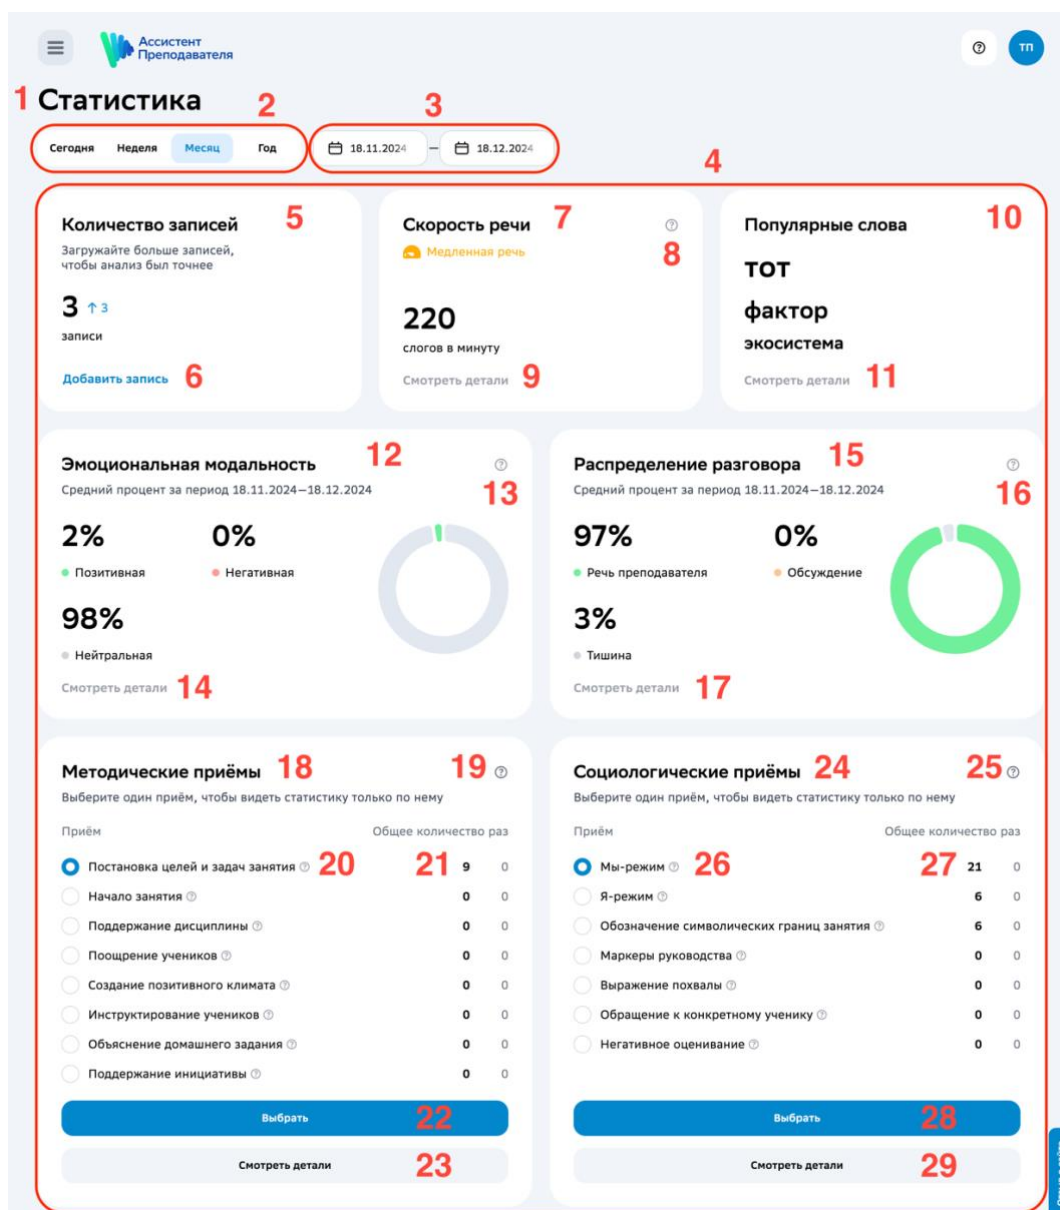 Ассистент
Преподавателя
ТП
1 Статистика 2 3
Сегодня Неделя Месяц Год 18.11.2024 — 18.12.2024
4
Количество записей 5
Загружайте больше записей,
чтобы анализ был точнее
3 ↑ 3
записи
Добавить запись 6
Скорость речи 7
Медленная речь 8
220
слогов в минуту
Смотреть детали 9
Популярные слова 10
тот
фактор
экосистема
Смотреть детали 11
Эмоциональная модальность 12
Средний процент за период 18.11.2024—18.12.2024 13
2% 0%
Позитивная Негативная
98%
Нейтральная
Смотреть детали 14
Распределение разговора 15
Средний процент за период 18.11.2024—18.12.2024 16
97% 0%
Речь преподавателя Обсуждение
3%
Тишина
Смотреть детали 17
Методические приёмы 18 19
Выберите один приём, чтобы видеть статистику только по нему
Приём Общее количество раз
Постановка целей и задач занятия 20 21 9 0
Начало занятия 0 0
Поддержание дисциплины 0 0
Поощрение учеников 0 0
Создание позитивного климата 0 0
Инструктирование учеников 0 0
Объяснение домашнего задания 0 0
Поддержание инициативы 0 0
Выбрать 22
Смотреть детали 23
Социологические приёмы 24 25
Выберите один приём, чтобы видеть статистику только по нему
Приём Общее количество раз
Мы-режим 26 27 21 0
Я-режим 6 0
Обозначение символических границ занятия 6 0
Маркеры руководства 0 0
Выражение похвалы 0 0
Обращение к конкретному ученику 0 0
Негативное оценивание 0 0
Выбрать 28
Смотреть детали 29